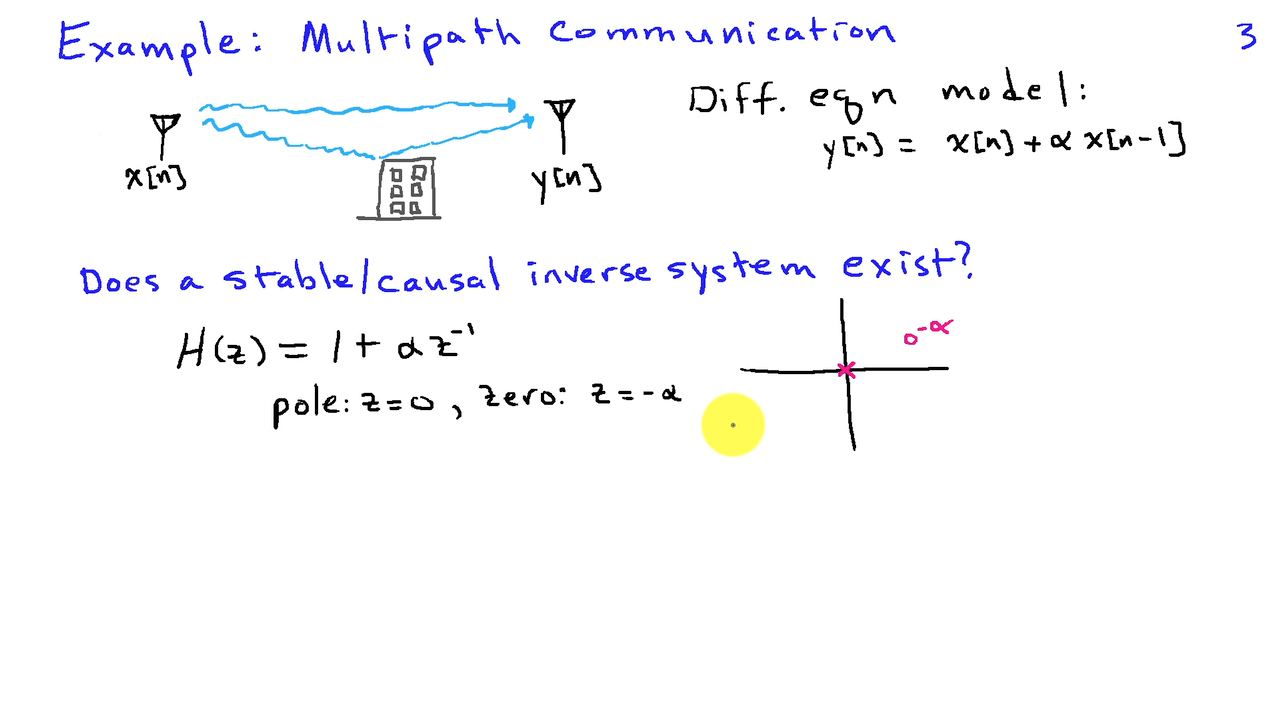 Example: Multipath Communication
3
Diff. eqn model:
y[n] = x[n] + α x[n-1]
x[n]
y[n]
Does a stable/causal inverse system exist?
H(z) = 1 + αz⁻¹
-α
pole: z=0, zero: z=-α